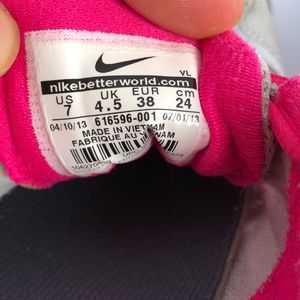 VL
nikebetterworld.com
US UK EUR cm
7 4.5 38 24
04/10/13 616596-001 07/01/13
MADE IN VIETNAM
FABRIQUE AU